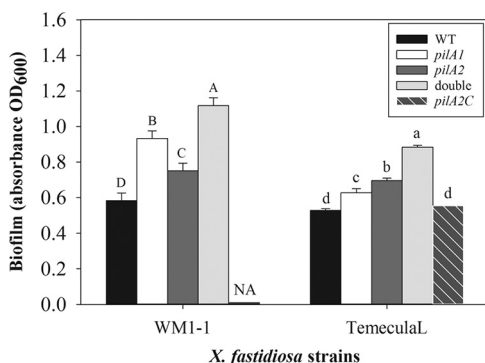 1.6
1.4
1.2
1.0
0.8
0.6
0.4
0.2
0.0
Biofilm (absorbance OD600)
WT
pilA1
pilA2
double
pilA2C
D
B
C
A
NA
d
c
b
a
d
WM1-1
TemeculaL
X. fastidiosa strains